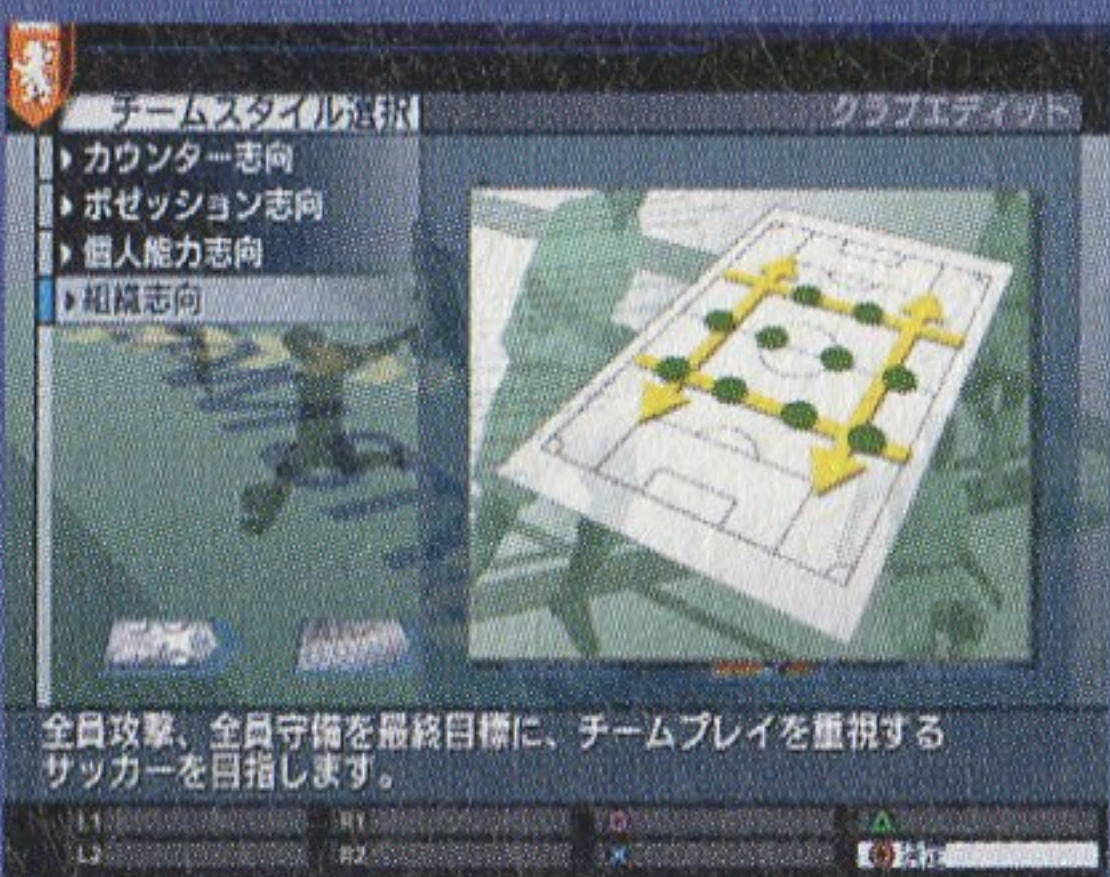 チームスタイル選択
クラブエディット
カウンター志向
ポゼッション志向
個人能力志向
組織志向
全員攻撃、全員守備を最終目標に、チームプレイを重視する
サッカーを目指します。
L1
R1
L2
R2